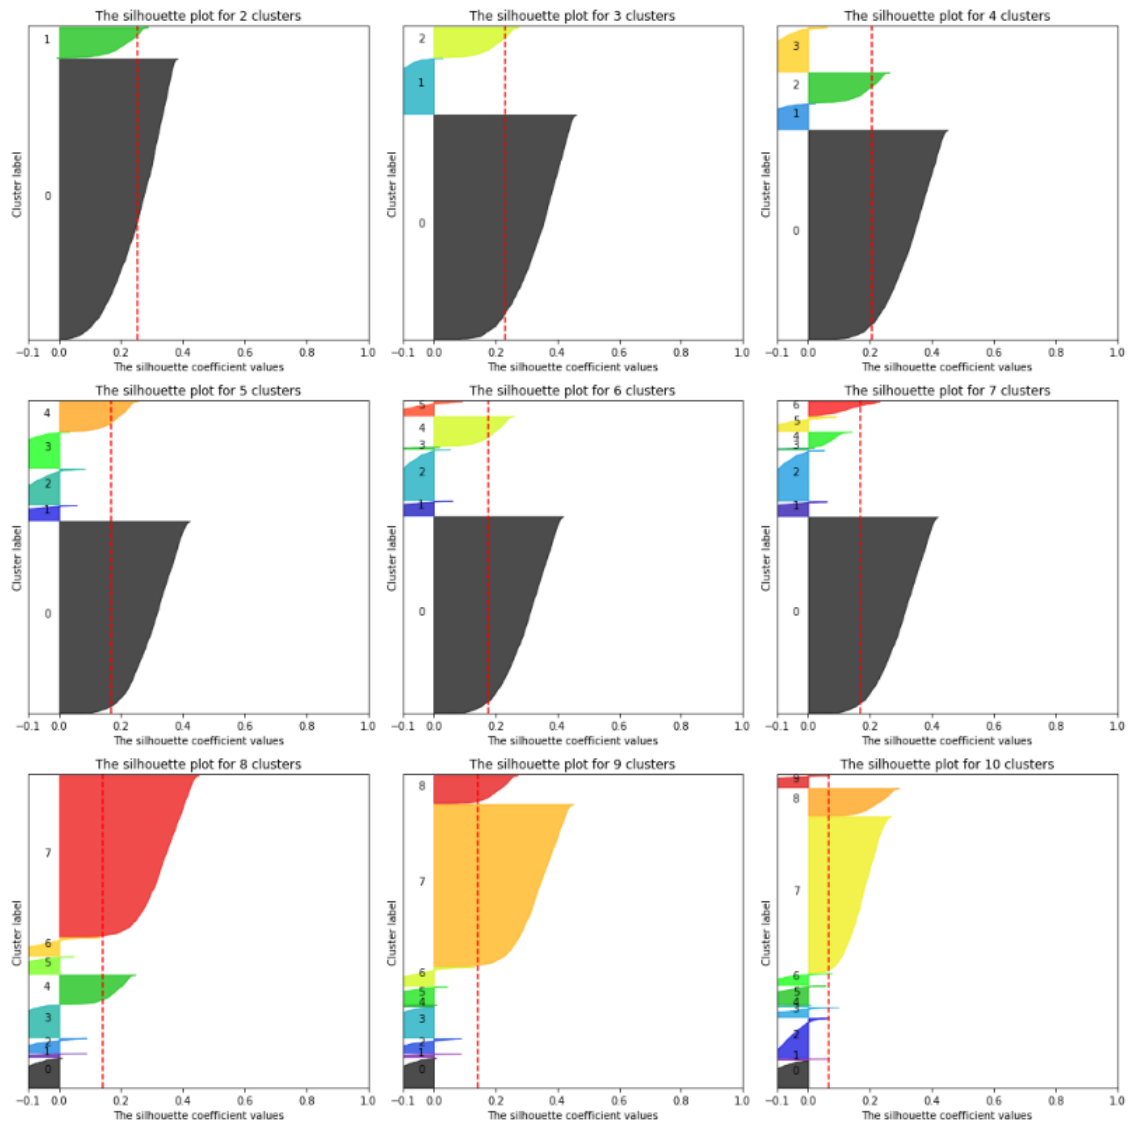 The silhouette plot for 2 clusters
Cluster label
1
0
−0.1 0.0 0.2 0.4 0.6 0.8 1.0
The silhouette coefficient values
The silhouette plot for 3 clusters
Cluster label
2
1
0
−0.1 0.0 0.2 0.4 0.6 0.8 1.0
The silhouette coefficient values
The silhouette plot for 4 clusters
Cluster label
3
2
1
0
−0.1 0.0 0.2 0.4 0.6 0.8 1.0
The silhouette coefficient values
The silhouette plot for 5 clusters
Cluster label
4
3
2
1
0
−0.1 0.0 0.2 0.4 0.6 0.8 1.0
The silhouette coefficient values
The silhouette plot for 6 clusters
Cluster label
5
4
3
2
1
0
−0.1 0.0 0.2 0.4 0.6 0.8 1.0
The silhouette coefficient values
The silhouette plot for 7 clusters
Cluster label
6
5
4
3
2
1
0
−0.1 0.0 0.2 0.4 0.6 0.8 1.0
The silhouette coefficient values
The silhouette plot for 8 clusters
Cluster label
7
6
5
4
3
2
1
0
−0.1 0.0 0.2 0.4 0.6 0.8 1.0
The silhouette coefficient values
The silhouette plot for 9 clusters
Cluster label
8
7
6
5
4
3
2
1
0
−0.1 0.0 0.2 0.4 0.6 0.8 1.0
The silhouette coefficient values
The silhouette plot for 10 clusters
Cluster label
9
8
7
6
5
4
3
2
1
0
−0.1 0.0 0.2 0.4 0.6 0.8 1.0
The silhouette coefficient values